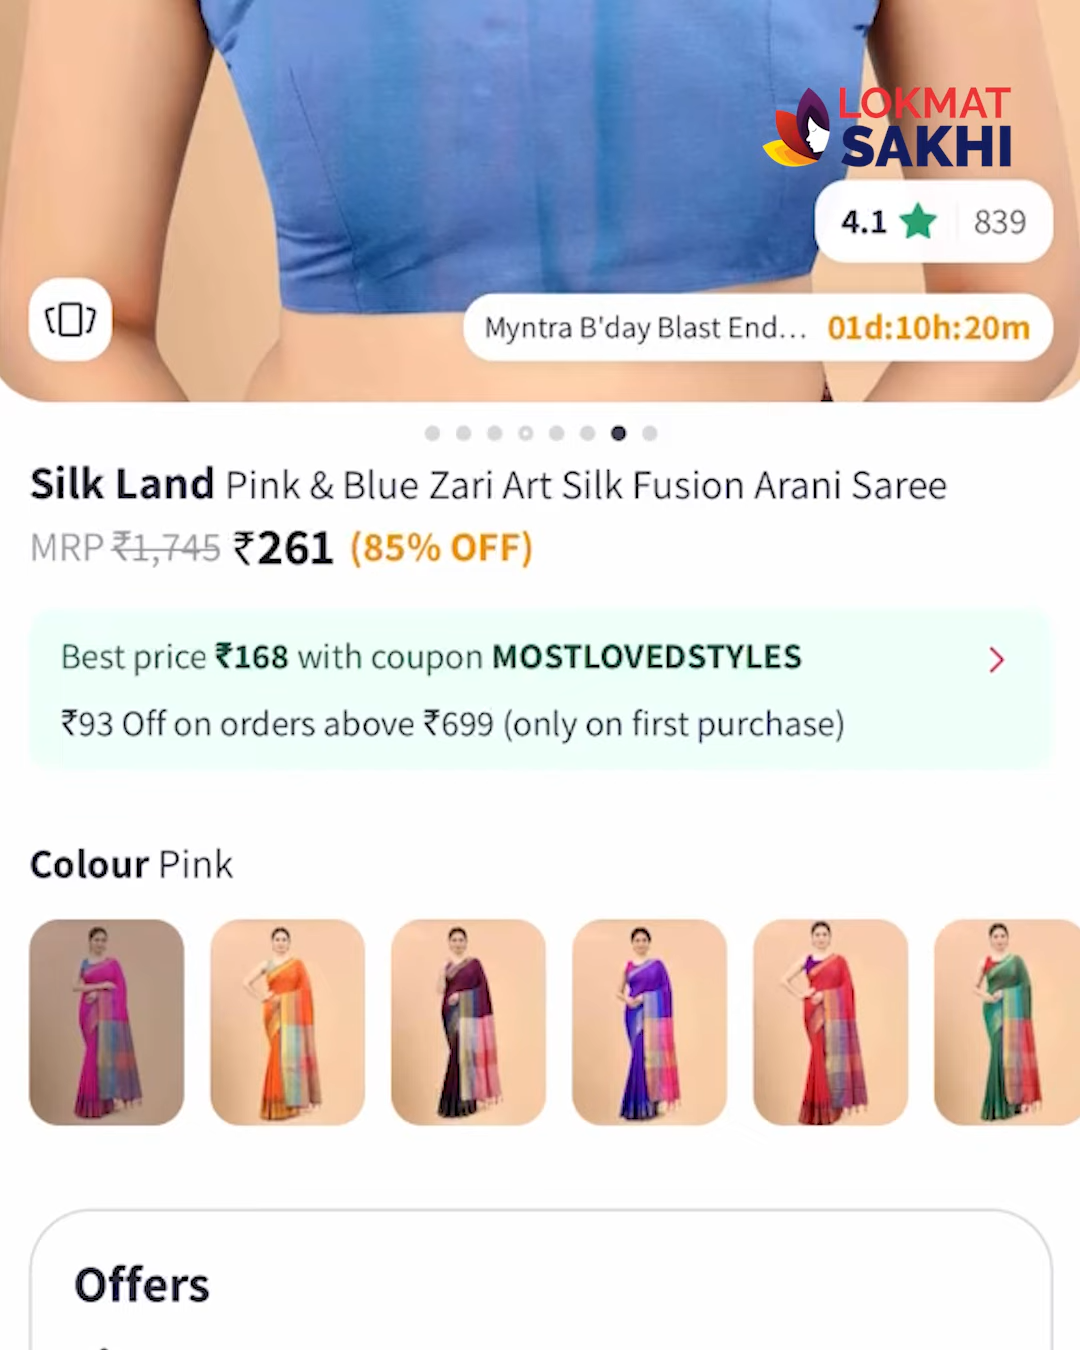 LOKMAT
SAKHI
4.1 ★ 839
Myntra B'day Blast End... 01d:10h:20m
Silk Land Pink & Blue Zari Art Silk Fusion Arani Saree
MRP ₹1,745 ₹261 (85% OFF)
Best price ₹168 with coupon MOSTLOVEDSTYLES
₹93 Off on orders above ₹699 (only on first purchase)
Colour Pink
Offers